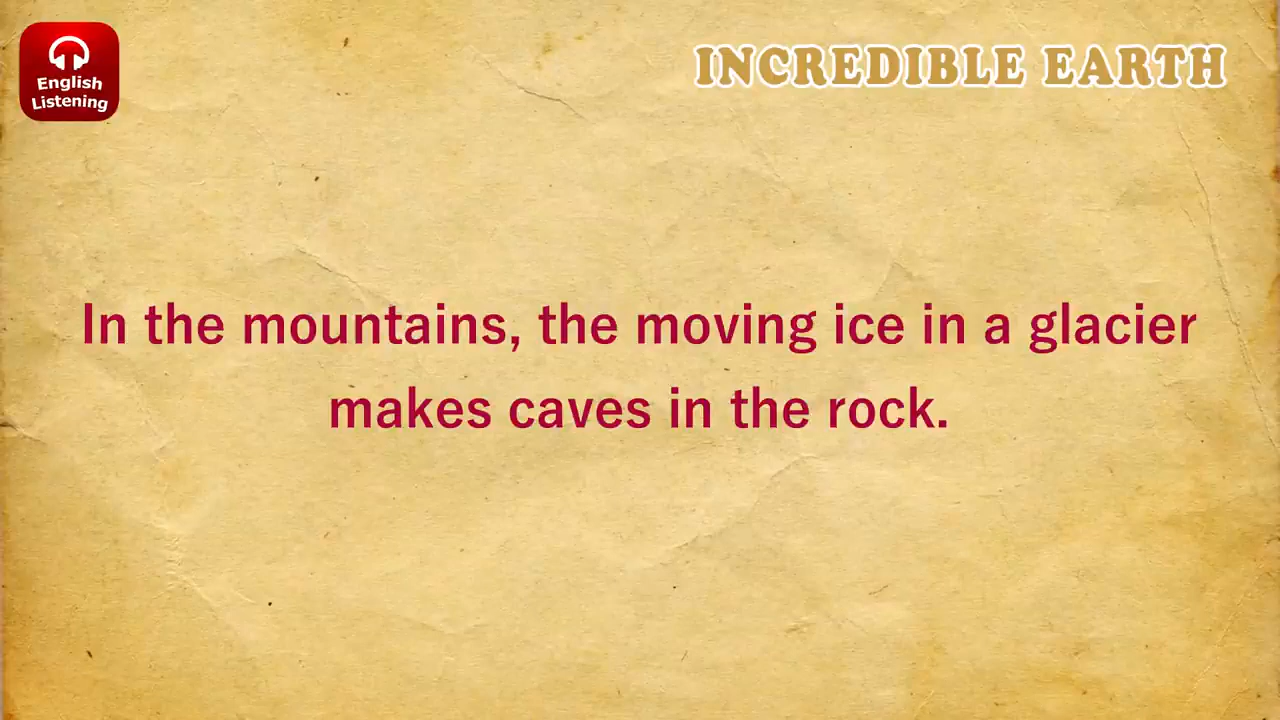 English
Listening
INCREDIBLE EARTH
In the mountains, the moving ice in a glacier
makes caves in the rock.